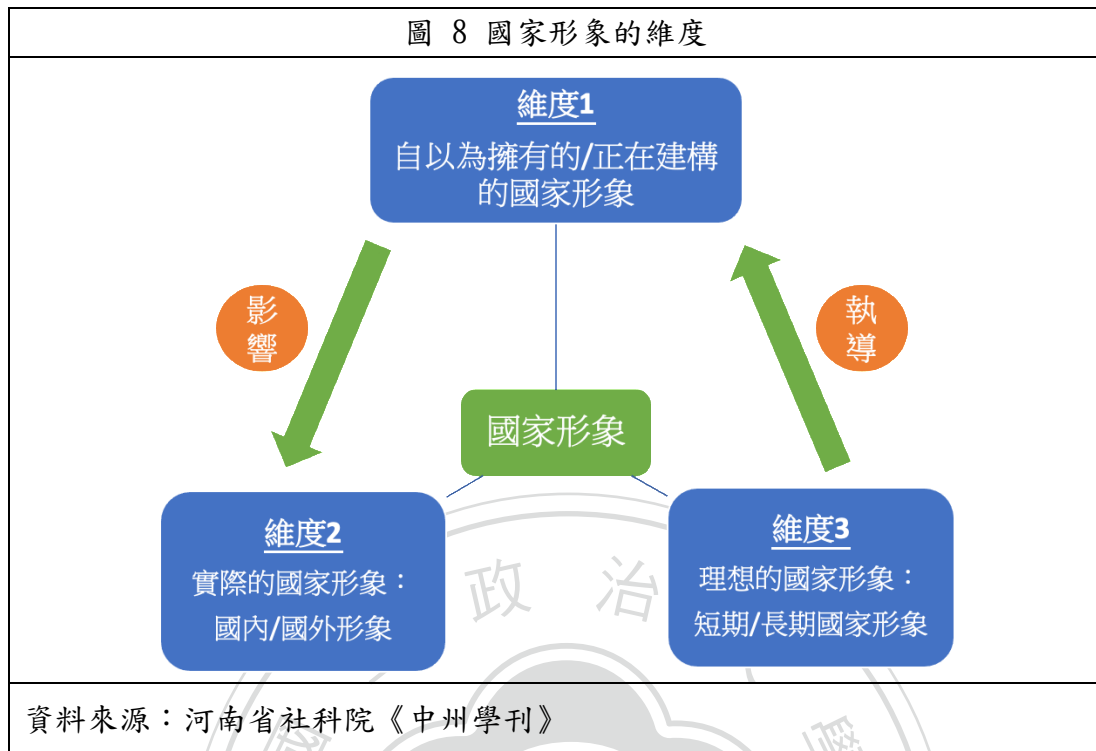 圖 8 國家形象的維度
維度1
自以為擁有的/正在建構
的國家形象
影
響
執
導
國家形象
維度2
實際的國家形象：
國內/國外形象
維度3
理想的國家形象：
短期/長期國家形象
政 治
國
學
資料來源：河南省社科院《中州學刊》